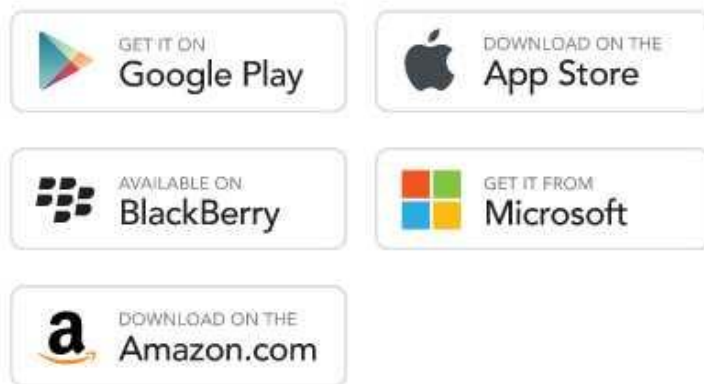 GET IT ON
Google Play
DOWNLOAD ON THE
App Store
AVAILABLE ON
BlackBerry
GET IT FROM
Microsoft
a
DOWNLOAD ON THE
Amazon.com